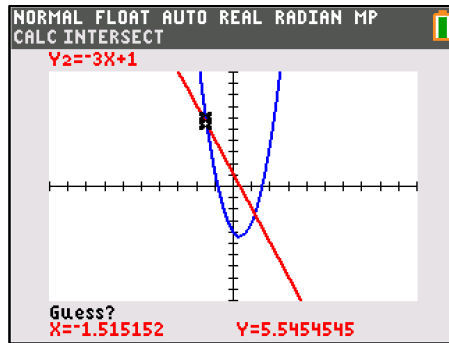 NORMAL FLOAT AUTO REAL RADIAN MP
CALC INTERSECT
Y₂=⁻3X+1
Guess?
X=⁻1.515152 Y=5.5454545